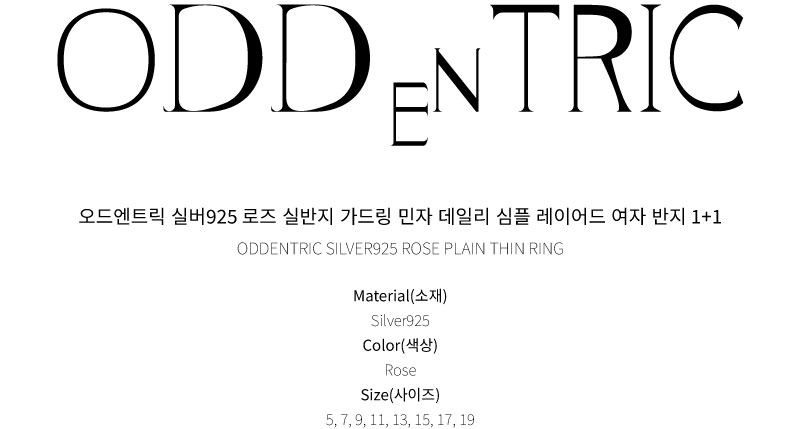 ODDENTRIC
오드엔트릭 실버925 로즈 실반지 가드링 민자 데일리 심플 레이어드 여자 반지 1+1
ODDENTRIC SILVER925 ROSE PLAIN THIN RING
Material(소재)
Silver925
Color(색상)
Rose
Size(사이즈)
5, 7, 9, 11, 13, 15, 17, 19